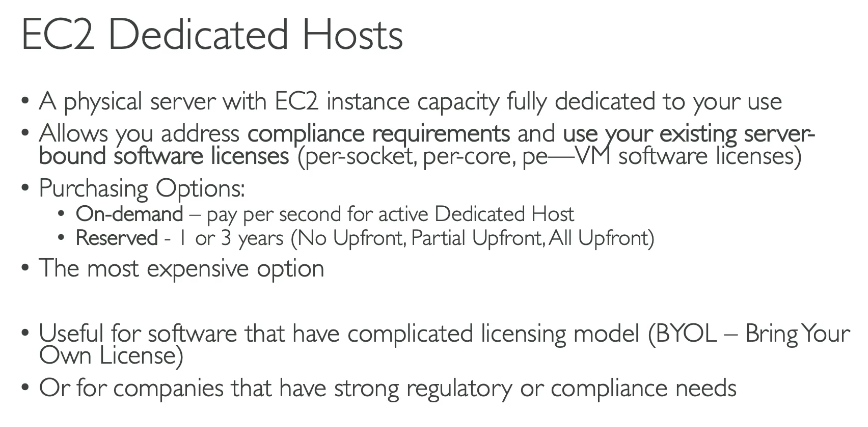 EC2 Dedicated Hosts
• A physical server with EC2 instance capacity fully dedicated to your use
• Allows you address compliance requirements and use your existing server-
bound software licenses (per-socket, per-core, pe—VM software licenses)
• Purchasing Options:
• On-demand – pay per second for active Dedicated Host
• Reserved - 1 or 3 years (No Upfront, Partial Upfront, All Upfront)
• The most expensive option
• Useful for software that have complicated licensing model (BYOL – Bring Your
Own License)
• Or for companies that have strong regulatory or compliance needs